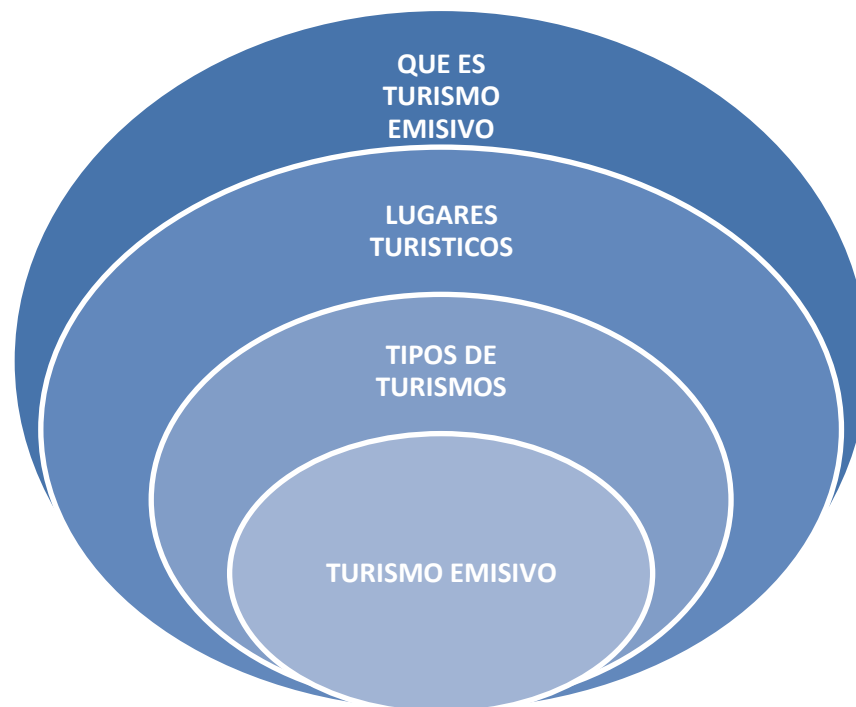 QUE ES
TURISMO
EMISIVO
LUGARES
TURISTICOS
TIPOS DE
TURISMOS
TURISMO EMISIVO